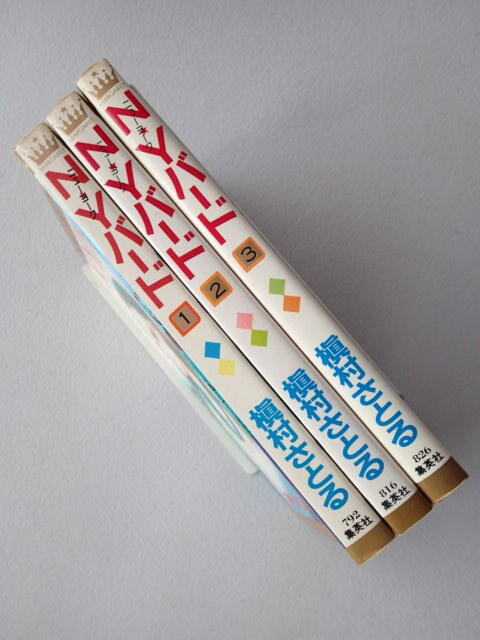 MARGARET
NYバード
ニューヨーク
1
槇村さとる
792
集英社
MARGARET
NYバード
ニューヨーク
2
槇村さとる
816
集英社
MARGARET
NYバード
ニューヨーク
3
槇村さとる
826
集英社